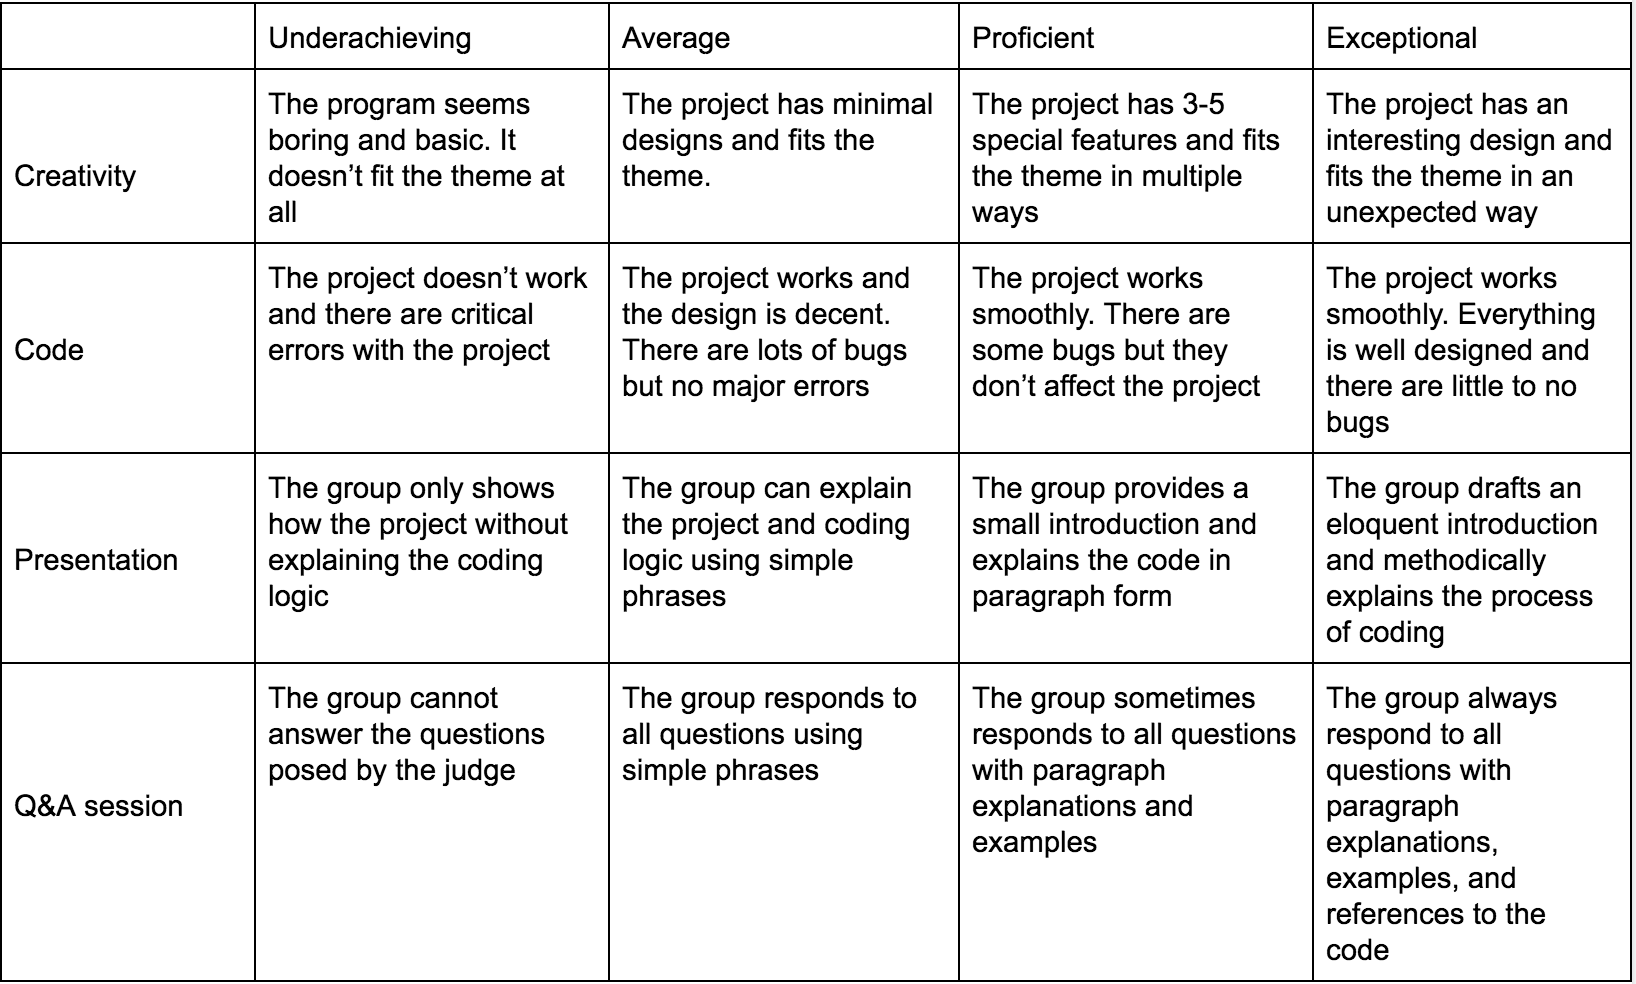 Underachieving
Average
Proficient
Exceptional
Creativity
The program seems
boring and basic. It
doesn’t fit the theme at
all
The project has minimal
designs and fits the
theme.
The project has 3-5
special features and fits
the theme in multiple
ways
The project has an
interesting design and
fits the theme in an
unexpected way
Code
The project doesn’t work
and there are critical
errors with the project
The project works and
the design is decent.
There are lots of bugs
but no major errors
The project works
smoothly. There are
some bugs but they
don’t affect the project
The project works
smoothly. Everything
is well designed and
there are little to no
bugs
Presentation
The group only shows
how the project without
explaining the coding
logic
The group can explain
the project and coding
logic using simple
phrases
The group provides a
small introduction and
explains the code in
paragraph form
The group drafts an
eloquent introduction
and methodically
explains the process
of coding
Q&A session
The group cannot
answer the questions
posed by the judge
The group responds to
all questions using
simple phrases
The group sometimes
responds to all questions
with paragraph
explanations and
examples
The group always
respond to all
questions with
paragraph
explanations,
examples, and
references to the
code